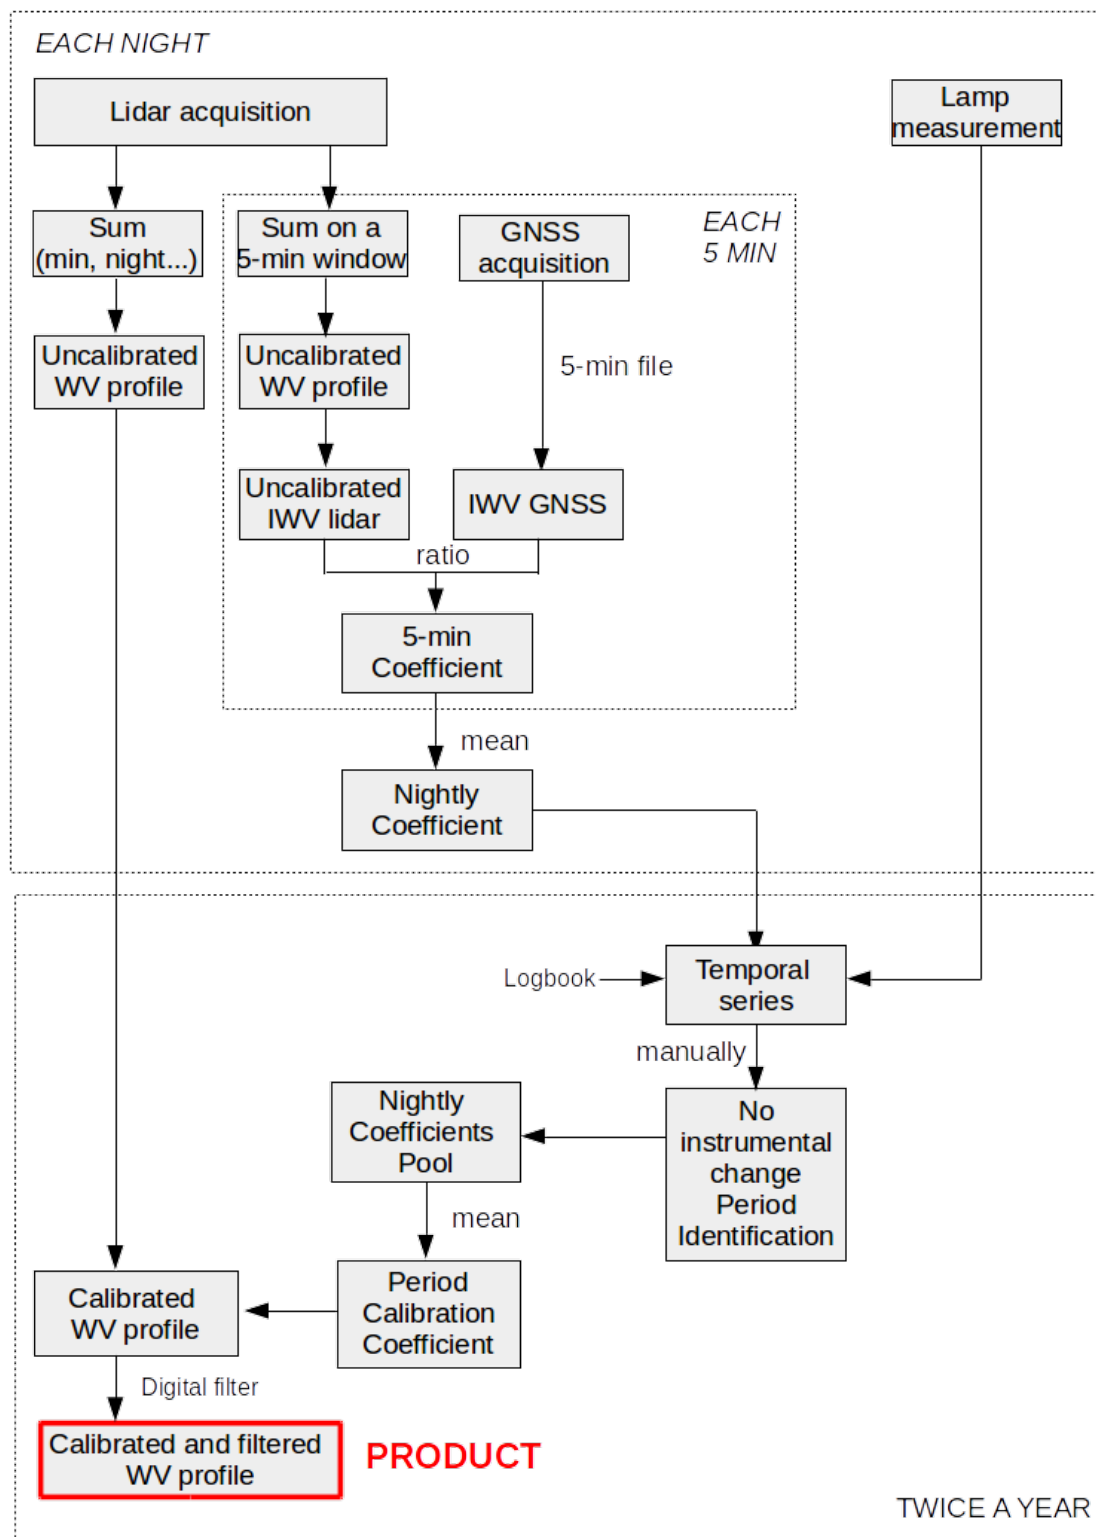 EACH NIGHT
Lidar acquisition
Lamp
measurement
Sum
(min, night...)
Sum on a
5-min window
GNSS
acquisition
EACH
5 MIN
Uncalibrated
WV profile
Uncalibrated
WV profile
5-min file
Uncalibrated
IWV lidar
IWV GNSS
ratio
5-min
Coefficient
mean
Nightly
Coefficient
Logbook
Temporal
series
manually
No
instrumental
change
Period
Identification
Nightly
Coefficients
Pool
mean
Period
Calibration
Coefficient
Calibrated
WV profile
Digital filter
Calibrated and filtered
WV profile
PRODUCT
TWICE A YEAR